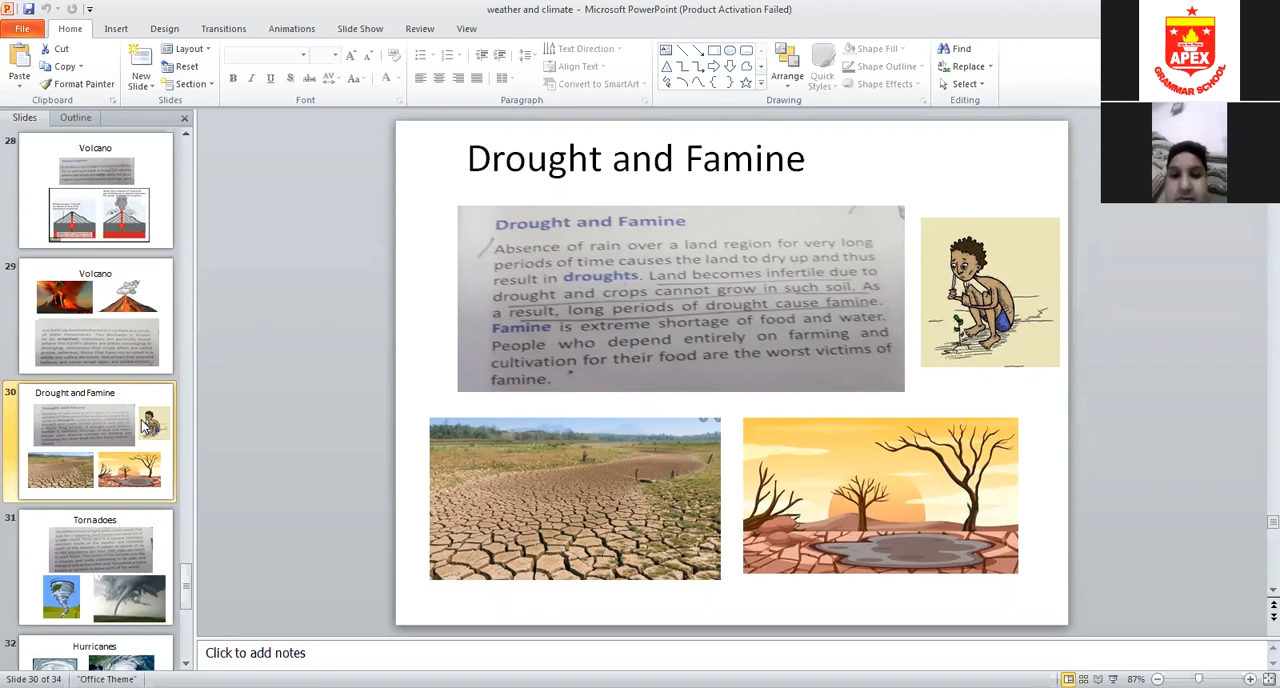 weather and climate - Microsoft PowerPoint (Product Activation Failed)
File Home Insert Design Transitions Animations Slide Show Review View
Paste
Cut
Copy
Format Painter
Clipboard
New Slide
Layout
Reset
Section
Slides
Font
Text Direction
Align Text
Convert to SmartArt
Paragraph
Arrange
Quick Styles
Shape Fill
Shape Outline
Shape Effects
Drawing
Find
Replace
Select
Editing
APEX
GRAMMAR SCHOOL
Slides Outline
28
Volcano
29
Volcano
30
Drought and Famine
31
Tornadoes
32
Hurricanes
Drought and Famine
Drought and Famine
Absence of rain over a land region for very long
periods of time causes the land to dry up and thus
result in droughts. Land becomes infertile due to
drought and crops cannot grow in such soil. As
a result, long periods of drought cause famine.
Famine is extreme shortage of food and water.
People who depend entirely on farming and
cultivation for their food are the worst victims of
famine.
Click to add notes
Slide 30 of 34 "Office Theme" 87%